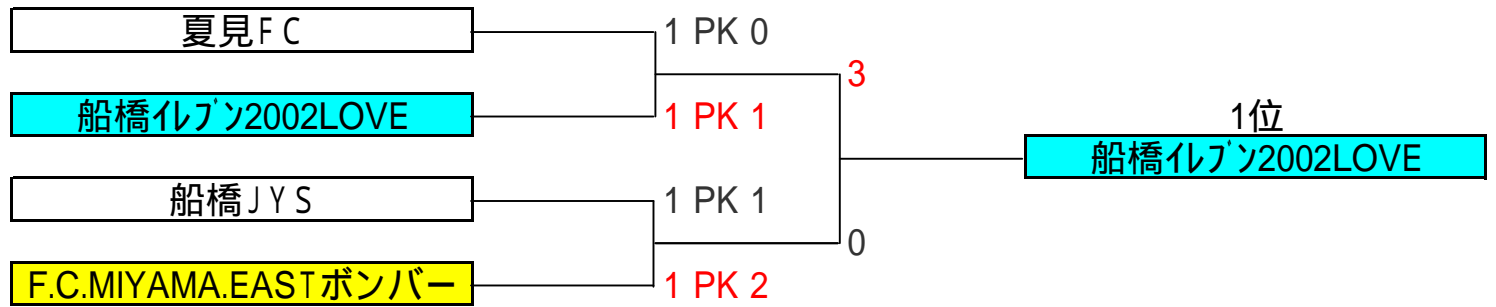 夏見ＦＣ
1 PK 0
3
船橋ｲﾚﾌﾞﾝ2002LOVE
1 PK 1
1位
船橋ｲﾚﾌﾞﾝ2002LOVE
船橋ＪＹＳ
1 PK 1
0
F.C.MIYAMA.EASTボンバー
1 PK 2